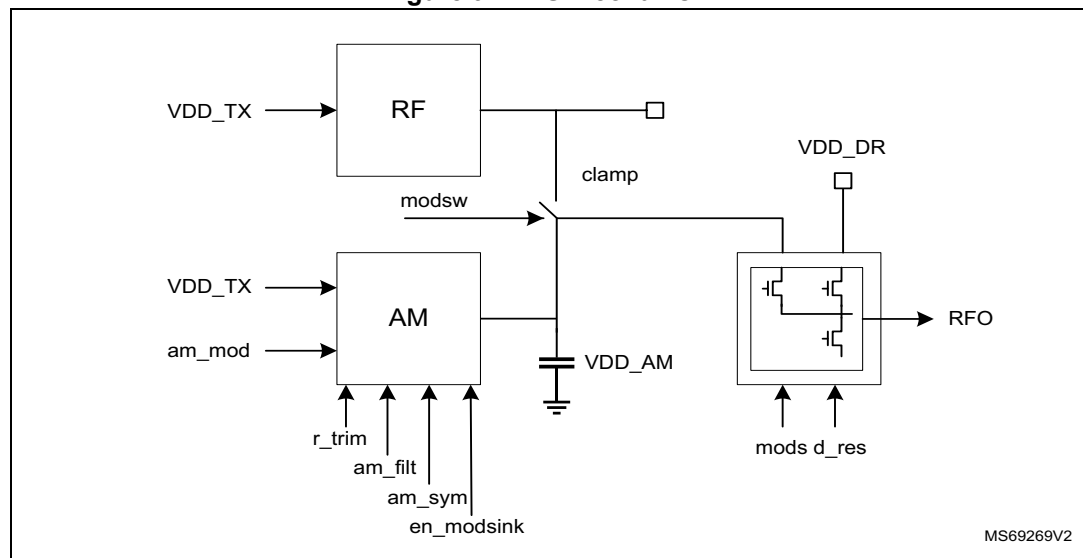 VDD_TX
RF
VDD_DR
clamp
modsw
VDD_TX
AM
RFO
am_mod
VDD_AM
r_trim
mods d_res
am_filt
am_sym
en_modsink
MS69269V2